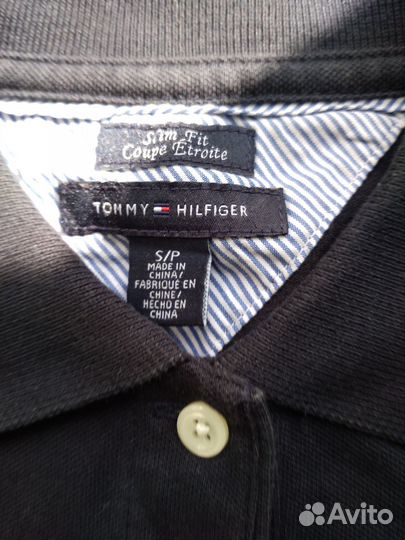 Slim Fit
Coupe Étroite
TOMMY HILFIGER
S/P
MADE IN
CHINA/
FABRIQUÉ EN
CHINE/
HECHO EN
CHINA
Avito